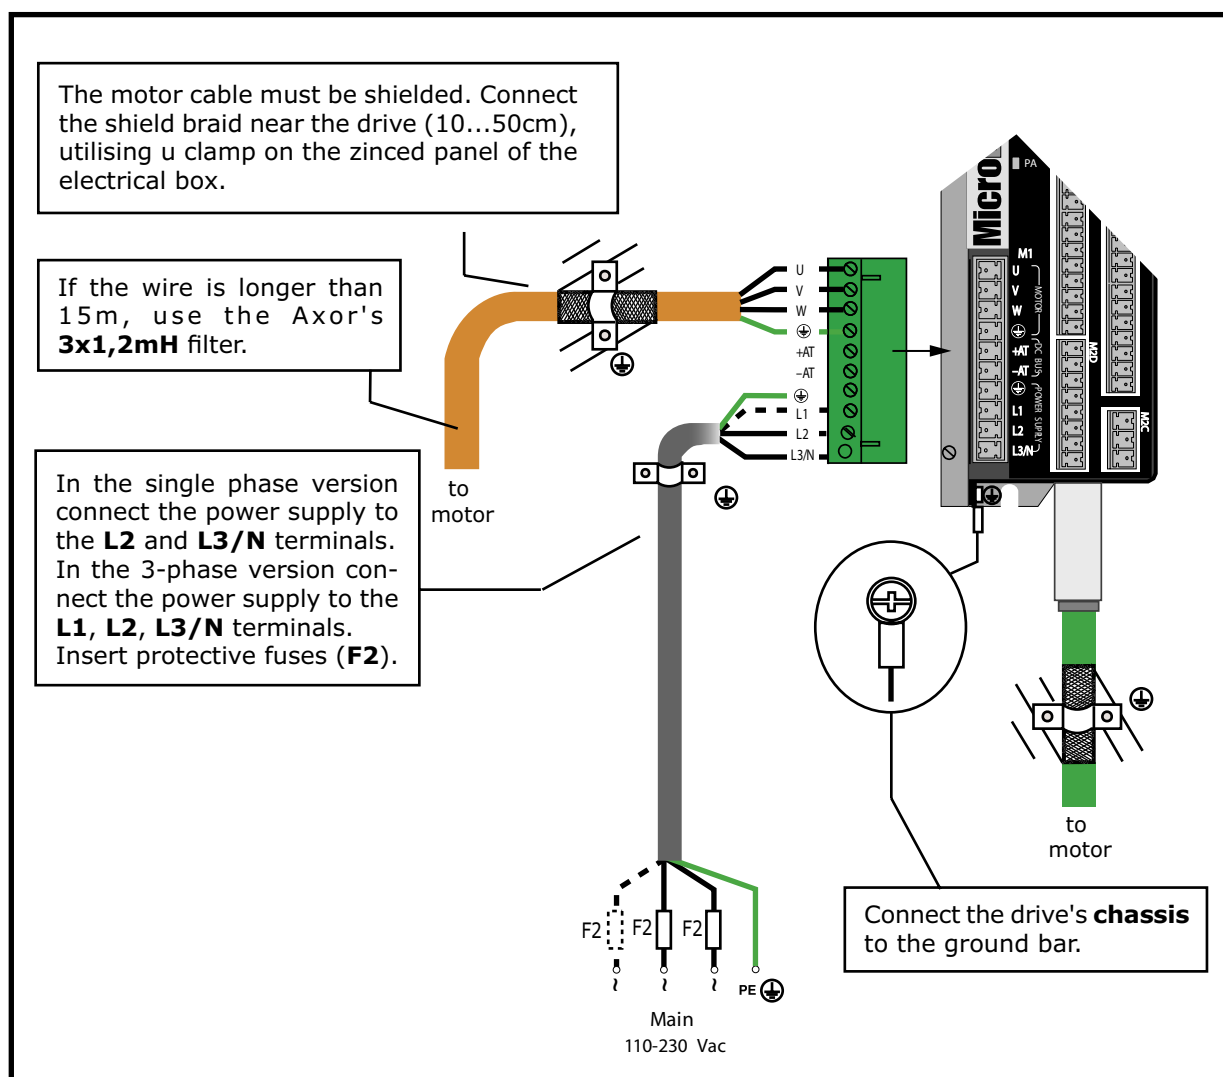 The motor cable must be shielded. Connect
the shield braid near the drive (10...50cm),
utilising u clamp on the zinced panel of the
electrical box.
If the wire is longer than
15m, use the Axor's
3x1,2mH filter.
In the single phase version
connect the power supply to
the L2 and L3/N terminals.
In the 3-phase version con-
nect the power supply to the
L1, L2, L3/N terminals.
Insert protective fuses (F2).
to
motor
U
V
W
+AT
–AT
L1
L2
L3/N
Micro
PA
M1
U
V
W
+AT
-AT
L1
L2
L3/N
MOTOR
DC BUS
POWER SUPPLY
M2D
M2C
to
motor
Connect the drive's chassis
to the ground bar.
F2
F2
F2
~
~
~
PE
Main
110-230 Vac